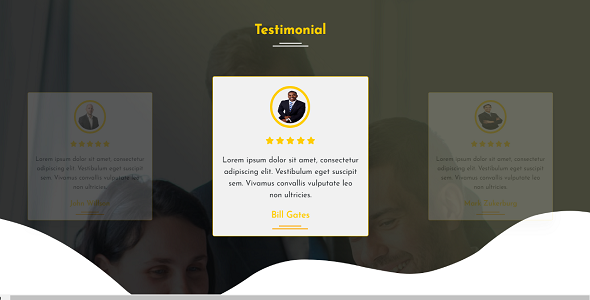 Testimonial
Lorem ipsum dolor sit amet, consectetur
adipiscing elit. Vestibulum eget suscipit
sem. Vivamus convallis vulputate leo
non ultricies.
Lorem ipsum dolor sit amet, consectetur
adipiscing elit. Vestibulum eget suscipit
sem. Vivamus convallis vulputate leo
non ultricies.
Bill Gates
Lorem ipsum dolor sit amet, consectetur
adipiscing elit. Vestibulum eget suscipit
sem. Vivamus convallis vulputate leo
non ultricies.